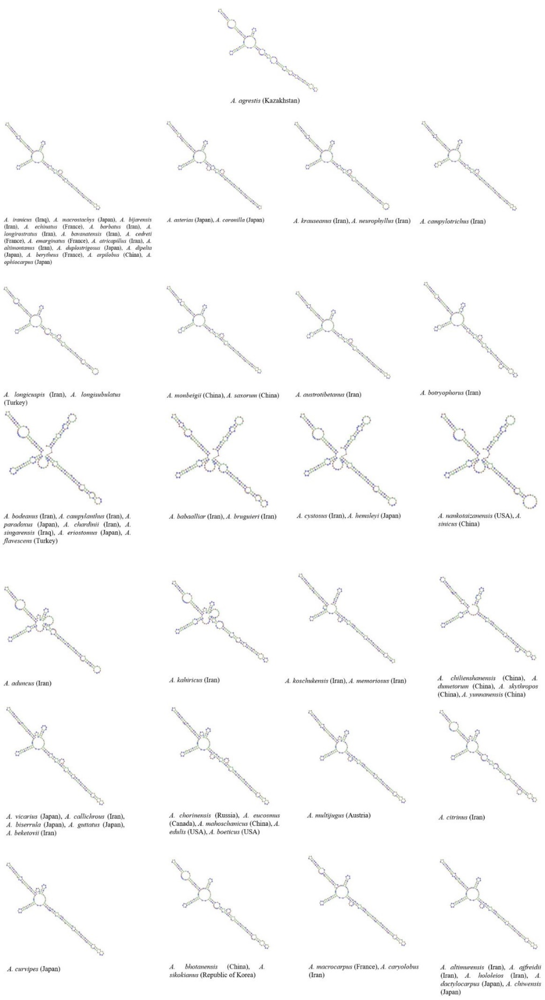 A. agrestis (Kazakhstan)
A. iranicus (Iraq), A. macrostachys (Japan), A. bijarensis
(Iran), A. echinatus (France), A. barbatus (Iran), A.
longirostratus (Iran), A. bavanatensis (Iran), A. cedreti
(France), A. emarginatus (France), A. atricapillus (Iran), A.
altimontanus (Iran), A. duplostrigosus (Japan), A. dipelta
(Japan), A. berytheus (France), A. arpilobus (China), A.
ophiocarpus (Japan)
A. asterias (Japan), A. coronilla (Japan)
A. krauseanus (Iran), A. neurophyllus (Iran)
A. campylotrichus (Iran)
A. longicuspis (Iran), A. longisubulatus
(Turkey)
A. monbeigii (China), A. saxorum (China)
A. austrotibetanus (Iran)
A. botryophorus (Iran)
A. bodeanus (Iran), A. campylanthus (Iran), A.
paradoxus (Japan), A. chardinii (Iran), A.
singarensis (Iraq), A. eriostomus (Japan), A.
flavescens (Turkey)
A. babaalliar (Iran), A. bruguieri (Iran)
A. cystosus (Iran), A. hemsleyi (Japan)
A. nankotaizanensis (USA), A.
sinicus (China)
A. aduncus (Iran)
A. kahiricus (Iran)
A. koschukensis (Iran), A. memoriosus (Iran)
A. chilienshanensis (China), A.
dumetorum (China), A. skythropos
(China), A. yunnanensis (China)
A. vicarius (Japan), A. callichrous (Iran),
A. biserrula (Japan), A. guttatus (Japan),
A. beketovii (Iran)
A. chorinensis (Russia), A. eucosmus
(Canada), A. mahoschanicus (China), A.
edulis (USA), A. boeticus (USA)
A. multijugus (Austria)
A. citrinus (Iran)
A. curvipes (Japan)
A. bhotanensis (China), A.
sikokianus (Republic of Korea)
A. macrocarpus (France), A. caryolobus
(Iran)
A. altimurensis (Iran), A. ajfreidii
(Iran), A. hololeios (Iran), A.
dactylocarpus (Japan), A. chiwensis
(Japan)